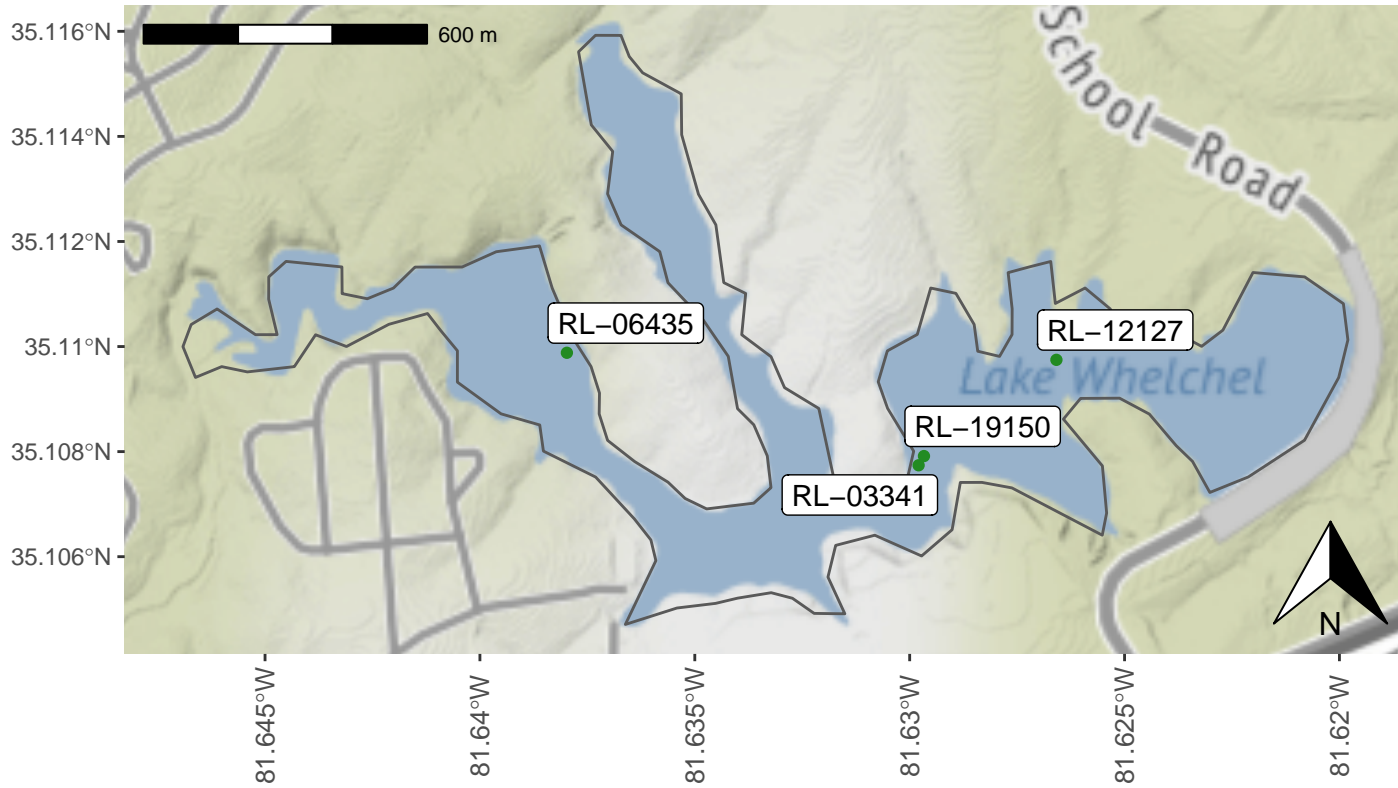 35.116°N
600 m
School Road
35.114°N
35.112°N
35.11°N
RL−06435
RL−12127
Lake Whelchel
35.108°N
RL−19150
RL−03341
35.106°N
N
81.645°W
81.64°W
81.635°W
81.63°W
81.625°W
81.62°W